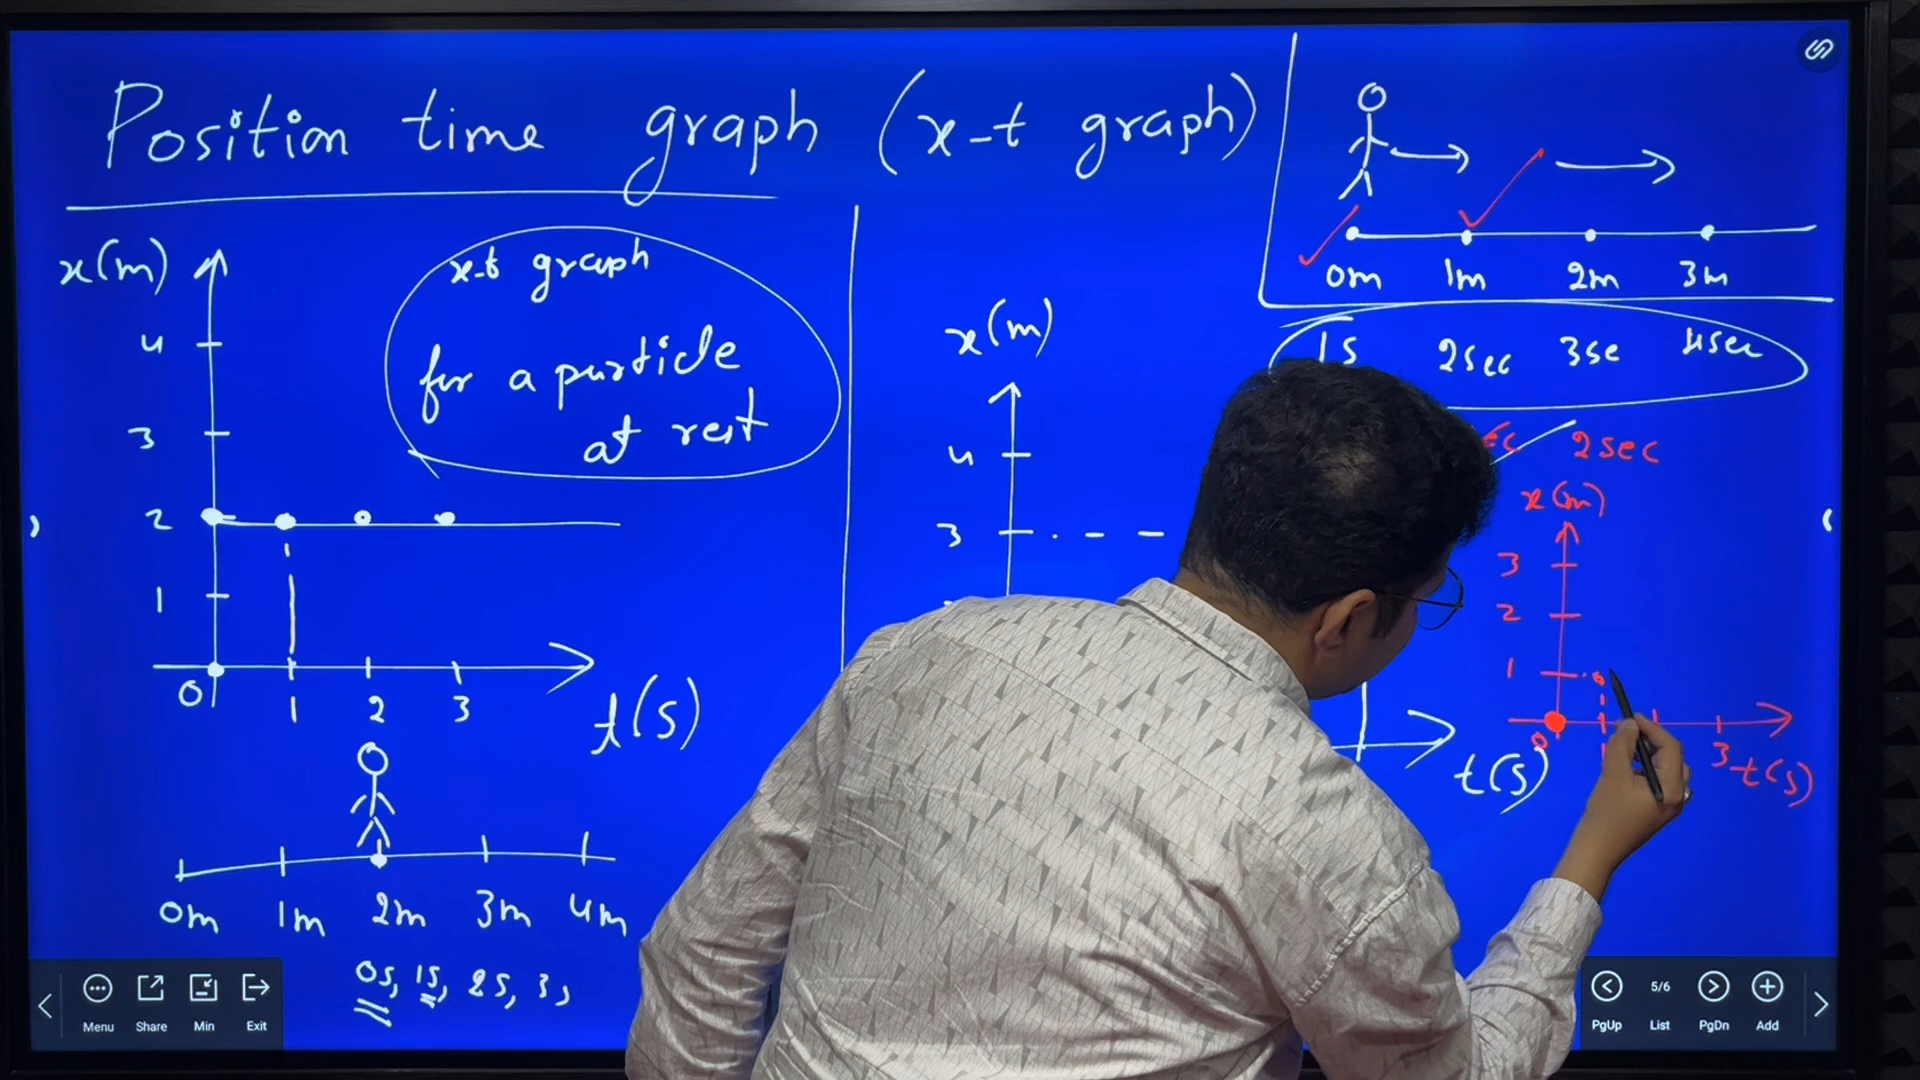 Position time graph (x-t graph)
0m 1m 2m 3m
x(m)
4
3
2
1
0
1 2 3
t(s)
x-t graph
for a particle
at rest
0m 1m 2m 3m 4m
0s, 1s, 2s, 3s
x(m)
4
3
t(s)
1s 2sec 3se 4sec
2sec
x(m)
3
2
1
0
3
t(s)
Menu Share Min Exit
5/6
PgUp List PgDn Add